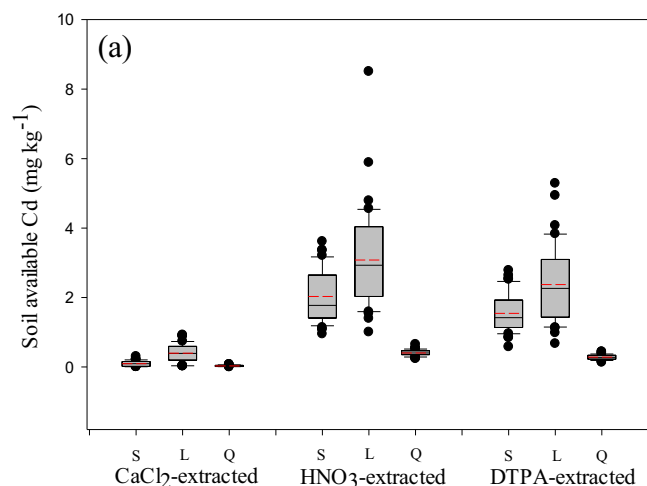 (a)
Soil available Cd (mg kg⁻¹)
10
8
6
4
2
0
S L Q S L Q S L Q
CaCl₂-extracted HNO₃-extracted DTPA-extracted